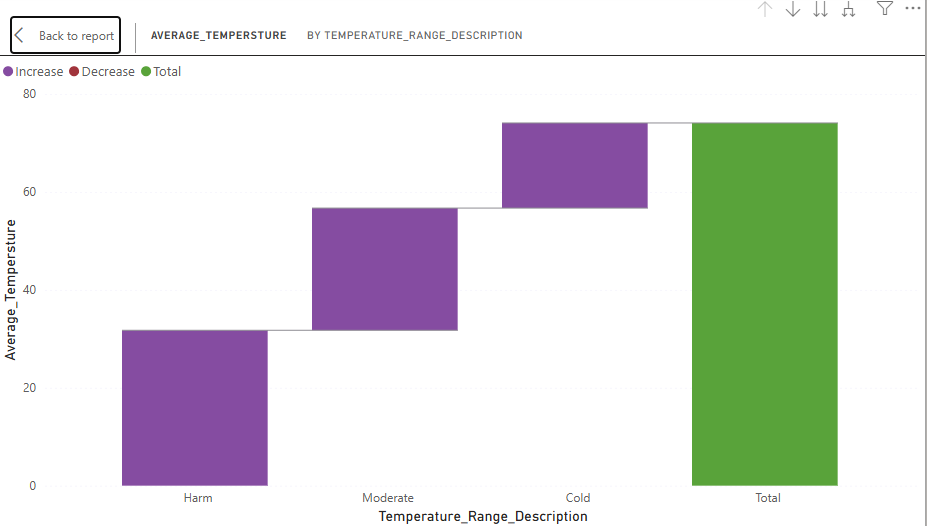 Back to report
AVERAGE_TEMPERSTURE BY TEMPERATURE_RANGE_DESCRIPTION
Increase Decrease Total
80
60
40
20
0
Average_Temperature
Harm Moderate Cold Total
Temperature_Range_Description